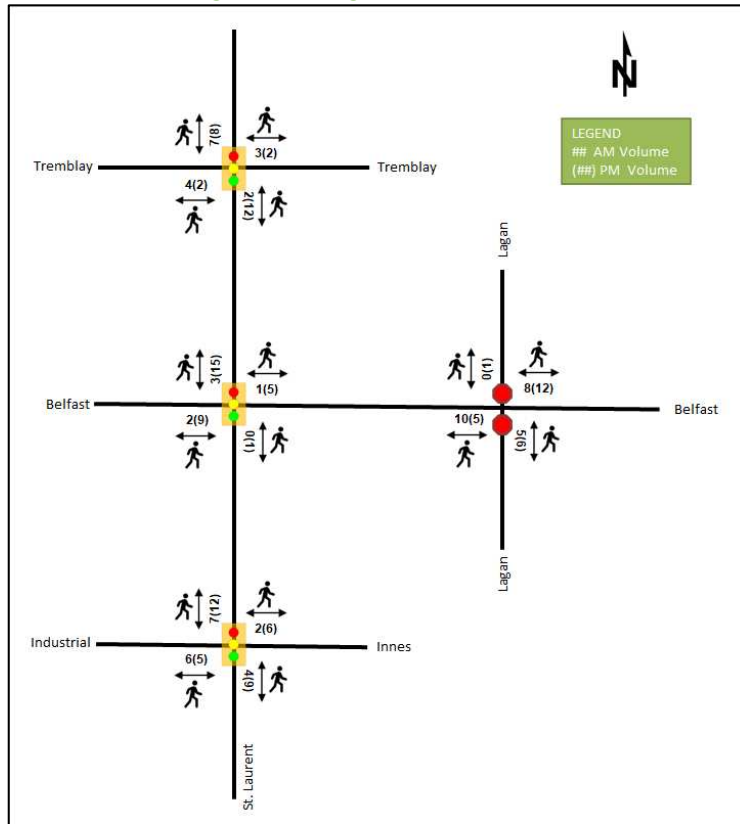 N
LEGEND
## AM Volume
(##) PM Volume
7(8)
3(2)
Tremblay
Tremblay
4(2)
2(12)
Lagan
3(15)
1(5)
0(1)
8(12)
Belfast
Belfast
2(9)
0(1)
10(5)
5(6)
Lagan
7(12)
2(6)
Industrial
Innes
6(5)
4(9)
St. Laurent